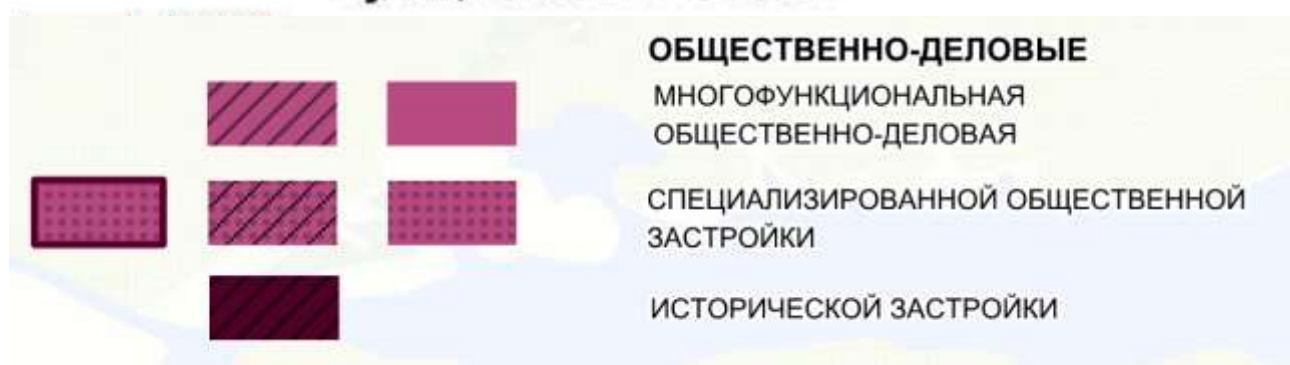 ОБЩЕСТВЕННО-ДЕЛОВЫЕ
МНОГОФУНКЦИОНАЛЬНАЯ
ОБЩЕСТВЕННО-ДЕЛОВАЯ
СПЕЦИАЛИЗИРОВАННОЙ ОБЩЕСТВЕННОЙ
ЗАСТРОЙКИ
ИСТОРИЧЕСКОЙ ЗАСТРОЙКИ